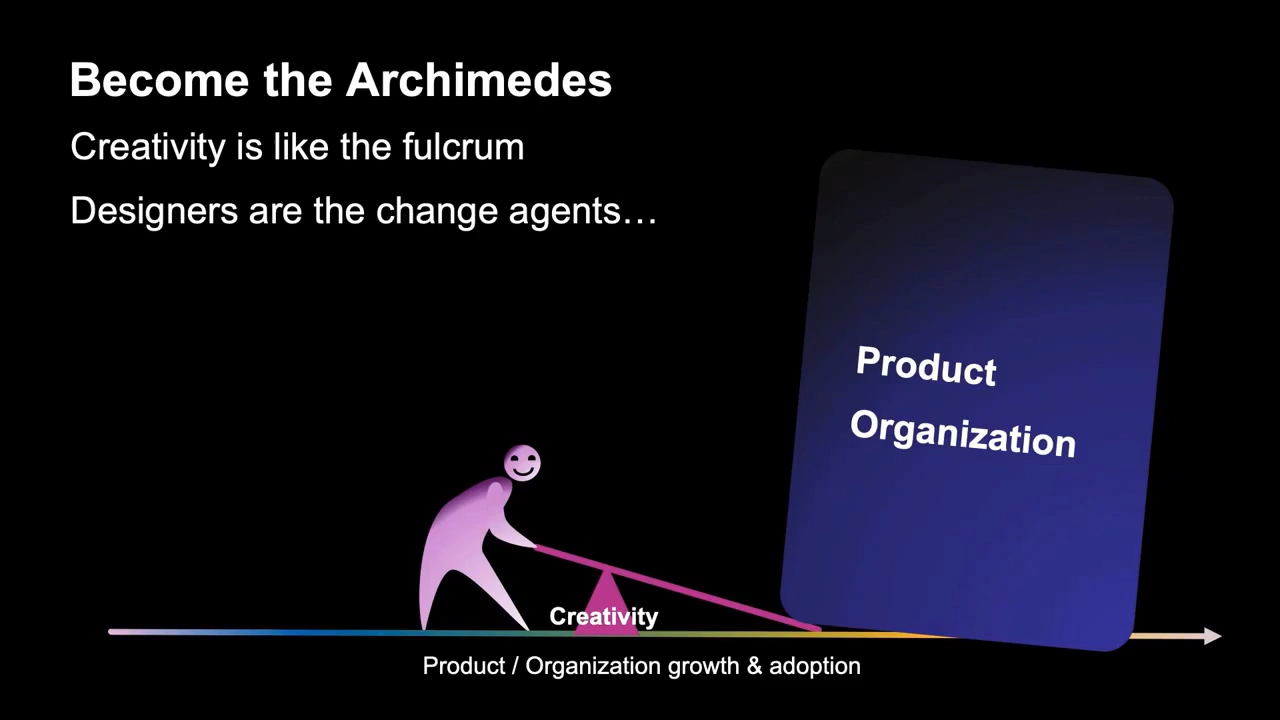 Become the Archimedes
Creativity is like the fulcrum
Designers are the change agents…
Product
Organization
Creativity
Product / Organization growth & adoption